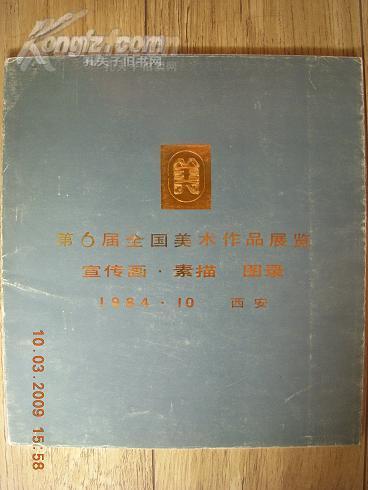 Kongfz.com
孔夫子旧书网
第6届全国美术作品展览
宣传画·素描 图录
1984·10 西安
10.03.2009 15:58